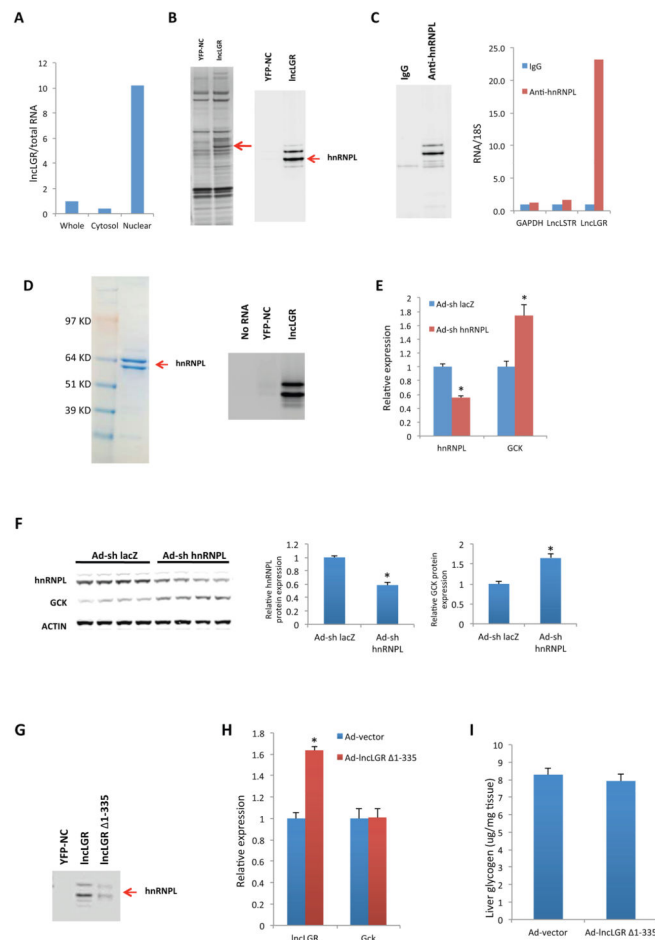 A
lncLGR/total RNA
12
10
8
6
4
2
0
Whole Cytosol Nuclear
B
YFP-NC
lncLGR
YFP-NC
lncLGR
hnRNPL
C
IgG
Anti-hnRNPL
RNA/18S
25
20
15
10
5
0
IgG
Anti-hnRNPL
GAPDH LncLSTR LncLGR
D
97 KD
64 KD
51 KD
39 KD
hnRNPL
No RNA
YFP-NC
lncLGR
E
Relative expression
2
1.8
1.6
1.4
1.2
1
0.8
0.6
0.4
0.2
0
Ad-sh lacZ
Ad-sh hnRNPL
*
*
hnRNPL GCK
F
Ad-sh lacZ Ad-sh hnRNPL
hnRNPL
GCK
ACTIN
Relative hnRNPL
protein expression
1.2
1
0.8
0.6
0.4
0.2
0
*
Ad-sh lacZ Ad-sh
hnRNPL
Relative GCK protein
expression
2
1.5
1
0.5
0
*
Ad-sh lacZ Ad-sh
hnRNPL
G
YFP-NC
lncLGR
lncLGR Δ1-335
hnRNPL
H
Relative expression
1.8
1.6
1.4
1.2
1
0.8
0.6
0.4
0.2
0
*
Ad-vector
Ad-lncLGR Δ1-335
lncLGR Gck
I
Liver glycogen (ug/mg tissue)
10
9
8
7
6
5
4
3
2
1
0
Ad-vector Ad-lncLGR Δ1-335